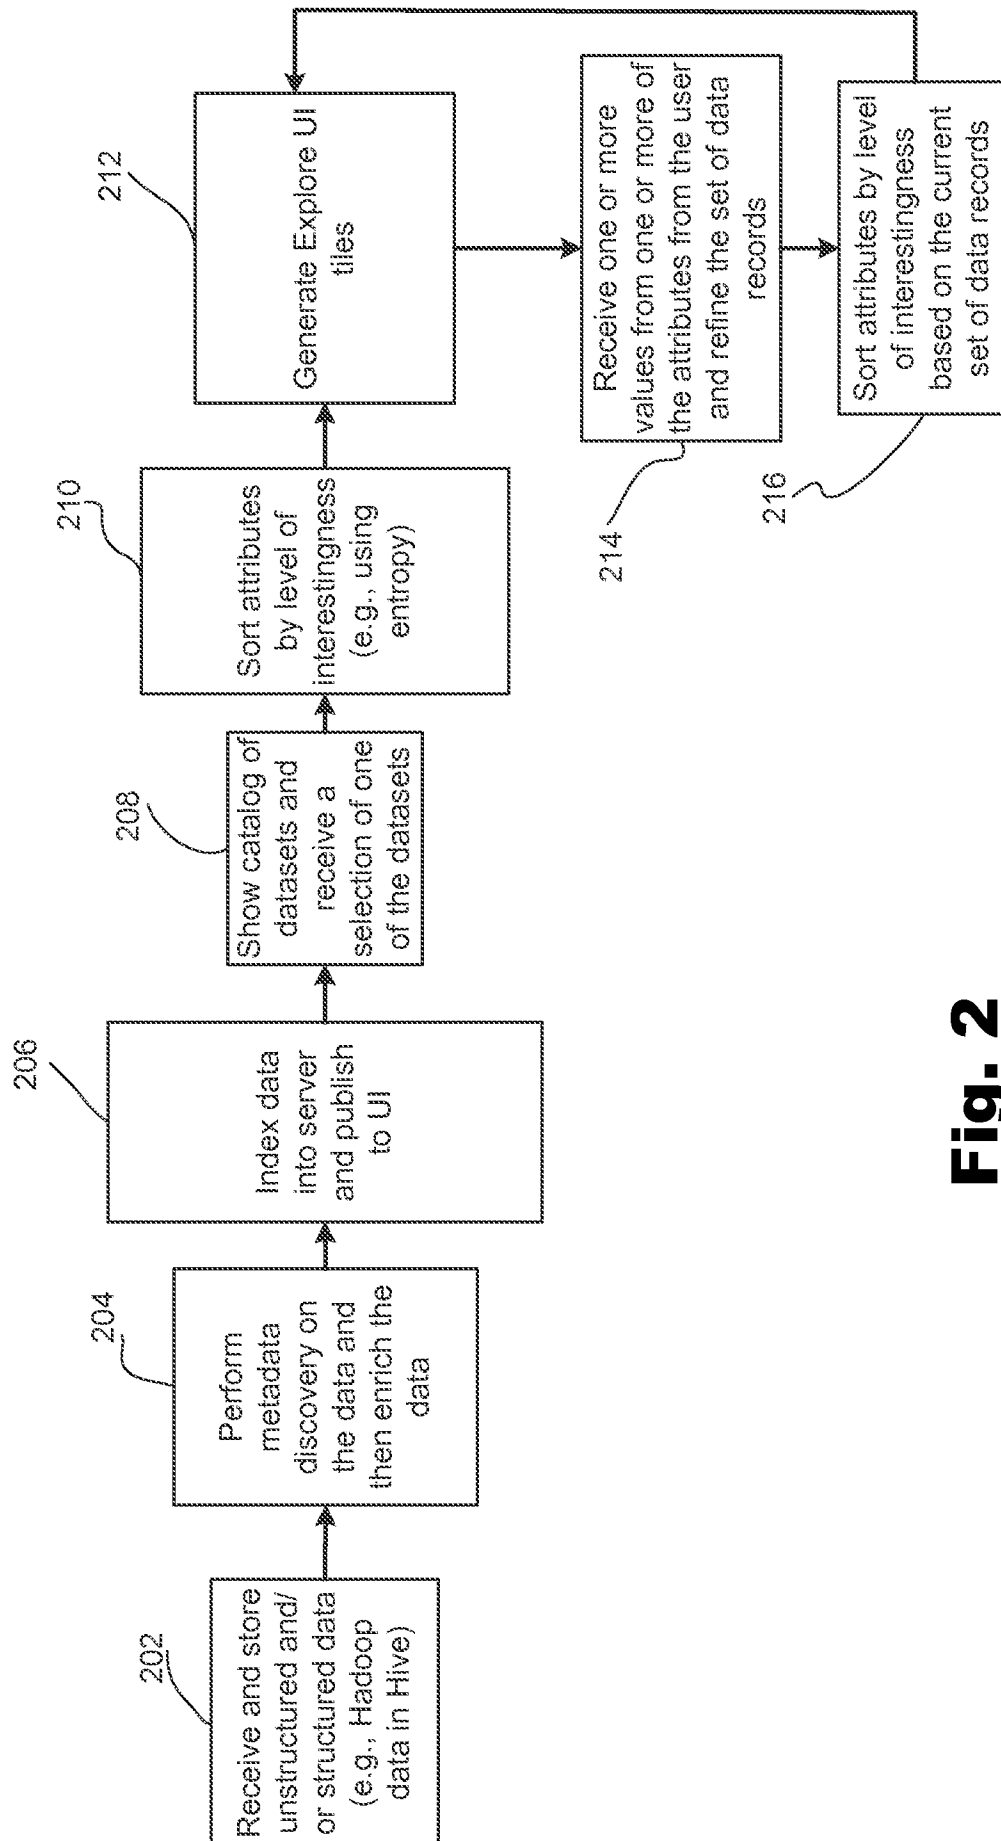 202
Receive and store
unstructured and/
or structured data
(e.g., Hadoop
data in Hive)
204
Perform
metadata
discovery on
the data and
then enrich the
data
206
Index data
into server
and publish
to UI
208
Show catalog of
datasets and
receive a
selection of one
of the datasets
210
Sort attributes
by level of
interestingness
(e.g., using
entropy)
212
Generate Explore UI
tiles
214
Receive one or more
values from one or more of
the attributes from the user
and refine the set of data
records
216
Sort attributes by level
of interestingness
based on the current
set of data records
Fig. 2